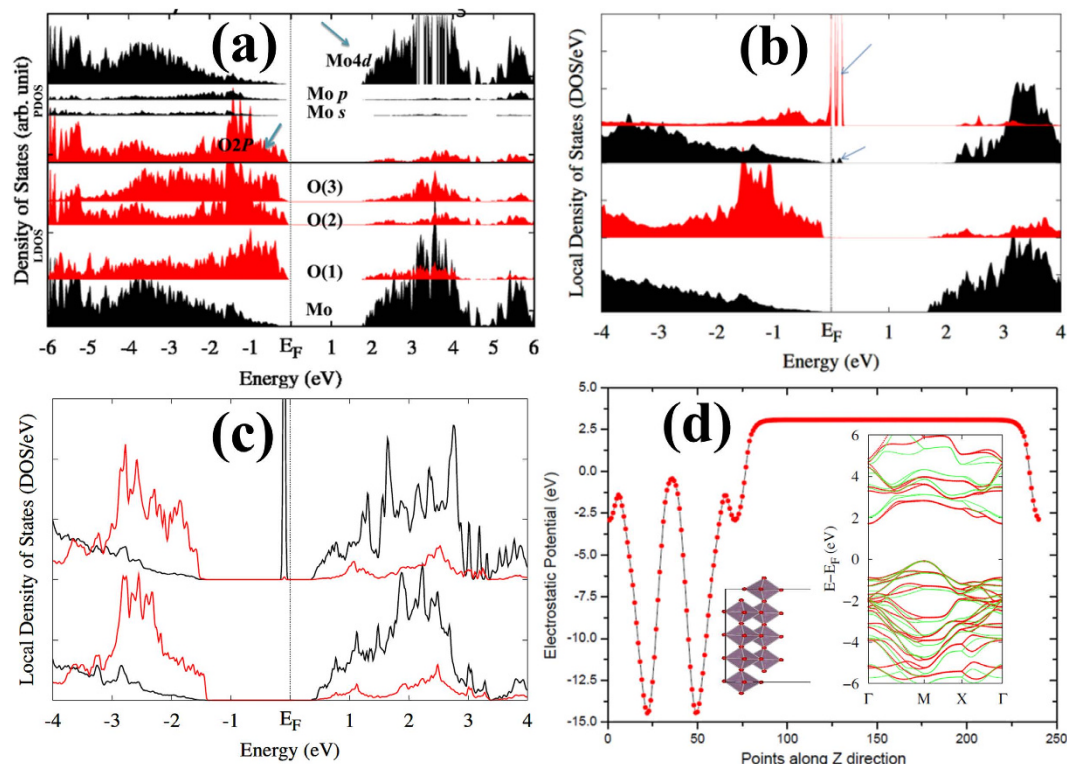 (a)
Density of States (arb. unit)
PDOS
LDOS
Mo4d
Mo p
Mo s
O2P
O(3)
O(2)
O(1)
Mo
-6 -5 -4 -3 -2 -1 EF 1 2 3 4 5 6
Energy (eV)
(b)
Local Density of States (DOS/eV)
-4 -3 -2 -1 EF 1 2 3 4
Energy (eV)
(c)
Local Density of States (DOS/eV)
-4 -3 -2 -1 EF 1 2 3 4
Energy (eV)
(d)
Electrostatic Potential (eV)
5.0
2.5
0.0
-2.5
-5.0
-7.5
-10.0
-12.5
-15.0
0 25 50 75 100 125 150 175 200 225 250
Points along Z direction
E−EF (eV)
6
4
2
0
−2
−4
−6
Γ M X Γ